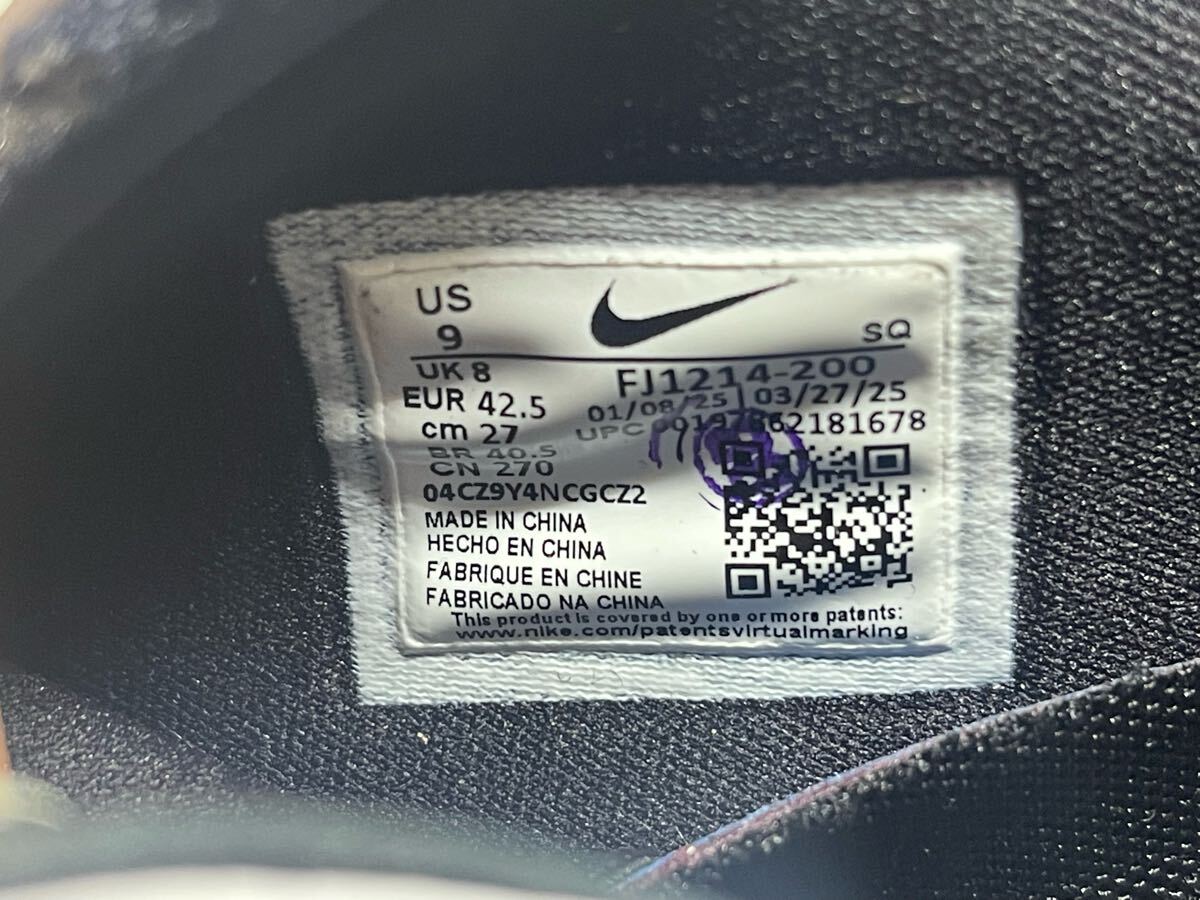 US
9
SQ
UK 8
FJ1214-200
EUR 42.5
01/08/25 03/27/25
cm 27
UPC
BR 40.5
CN 270
04CZ9Y4NCGCZ2
MADE IN CHINA
HECHO EN CHINA
FABRIQUE EN CHINE
FABRICADO NA CHINA
This product is covered by one or more patents:
www.nike.com/patentsvirtualmarking